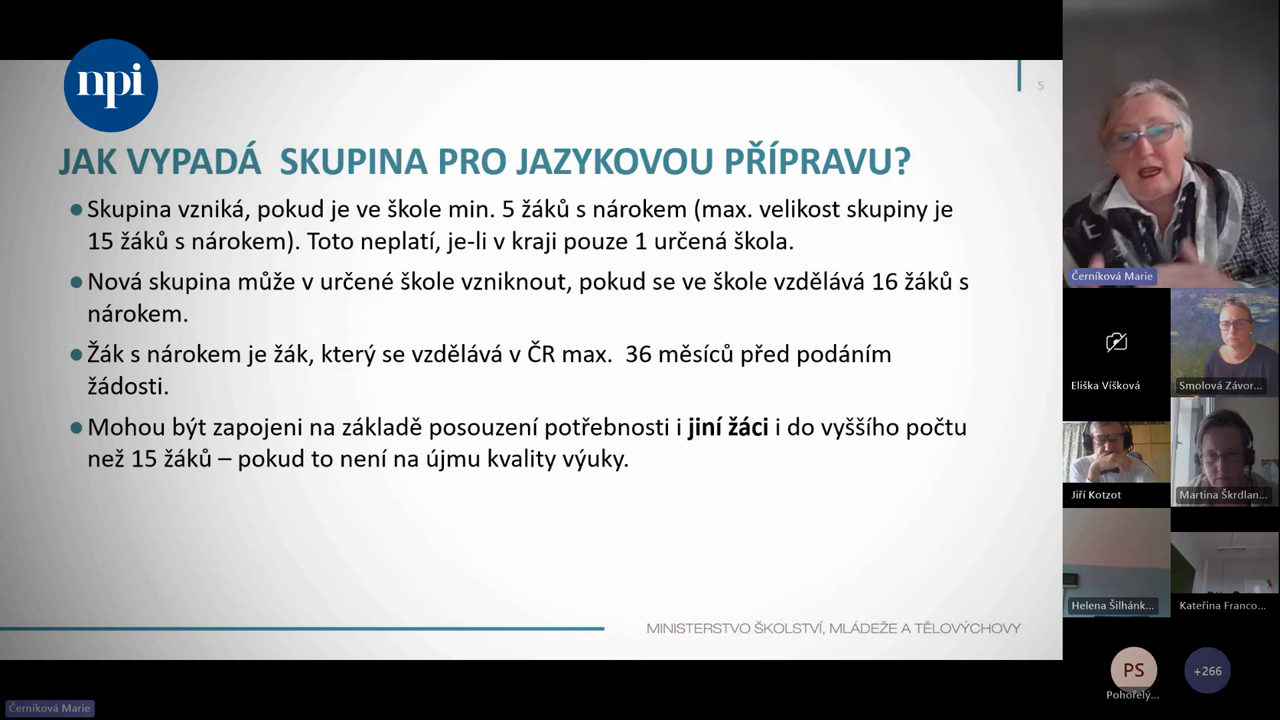 npi
5
JAK VYPADÁ  SKUPINA PRO JAZYKOVOU PŘÍPRAVU?
●Skupina vzniká, pokud je ve škole min. 5 žáků s nárokem (max. velikost skupiny je
15 žáků s nárokem). Toto neplatí, je-li v kraji pouze 1 určená škola.
●Nová skupina může v určené škole vzniknout, pokud se ve škole vzdělává 16 žáků s
nárokem.
●Žák s nárokem je žák, který se vzdělává v ČR max.  36 měsíců před podáním
žádosti.
●Mohou být zapojeni na základě posouzení potřebnosti i jiní žáci i do vyššího počtu
než 15 žáků – pokud to není na újmu kvality výuky.
MINISTERSTVO ŠKOLSTVÍ, MLÁDEŽE A TĚLOVÝCHOVY
Černíková Marie
Černíková Marie
Eliška Víšková
Smolová Závor...
Jiří Kotzot
Martina Škrdlan...
Helena Šilhánk...
Kateřina Franco...
PS
Pohořelý...
+266